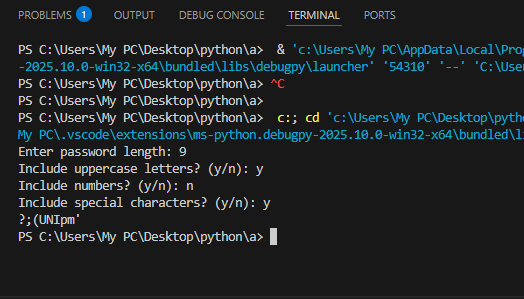 PROBLEMS 1 OUTPUT DEBUG CONSOLE TERMINAL PORTS
PS C:\Users\My PC\Desktop\python\a>  & 'c:\Users\My PC\AppData\Local\Prog
-2025.10.0-win32-x64\bundled\libs\debugpy\launcher' '54310' '--' 'C:\Use
PS C:\Users\My PC\Desktop\python\a> ^C
PS C:\Users\My PC\Desktop\python\a>
PS C:\Users\My PC\Desktop\python\a>  c:; cd 'c:\Users\My PC\Desktop\pytho
My PC\.vscode\extensions\ms-python.debugpy-2025.10.0-win32-x64\bundled\li
Enter password length: 9
Include uppercase letters? (y/n): y
Include numbers? (y/n): n
Include special characters? (y/n): y
?;(UNIpm'
PS C:\Users\My PC\Desktop\python\a>